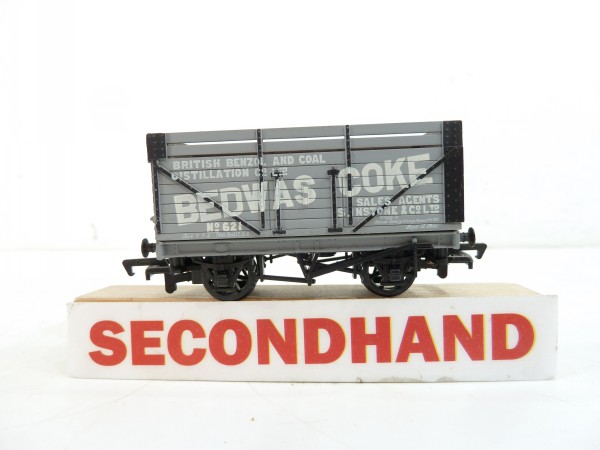 BRITISH BENZOL AND COAL
DISTILLATION CO LTD
BEDWAS COKE
SALES AGENTS
Nº 621
SECONDHAND